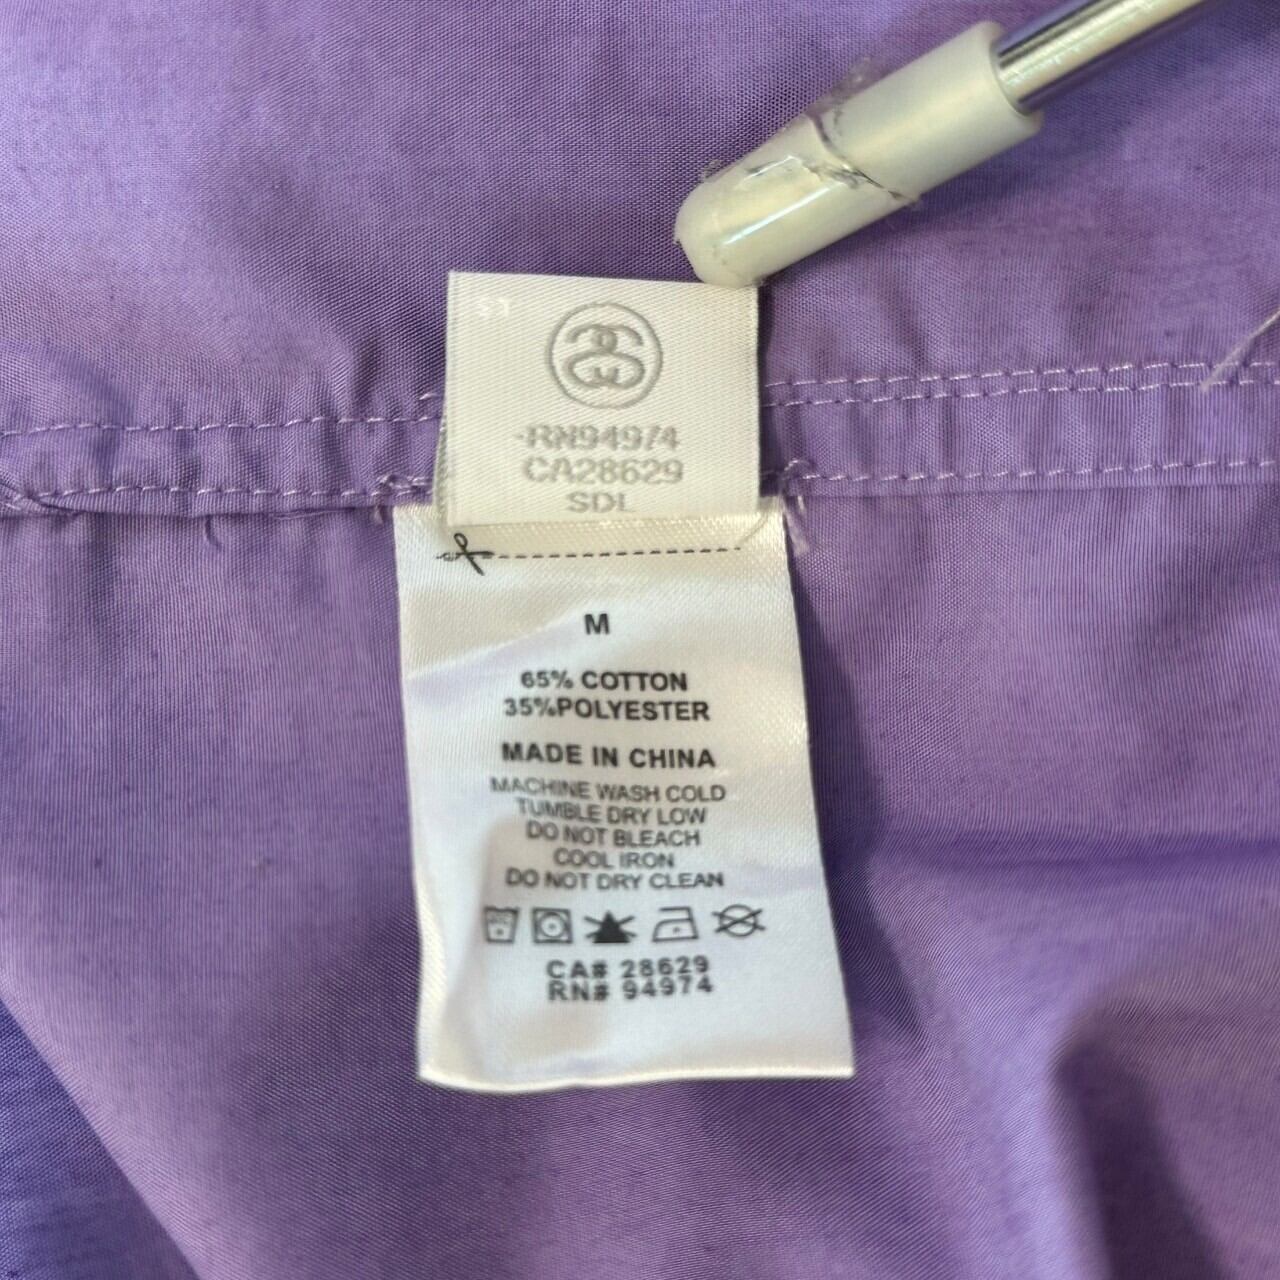 -RN94974
CA28629
SDL
M
65% COTTON
35%POLYESTER
MADE IN CHINA
MACHINE WASH COLD
TUMBLE DRY LOW
DO NOT BLEACH
COOL IRON
DO NOT DRY CLEAN
CA# 28629
RN# 94974